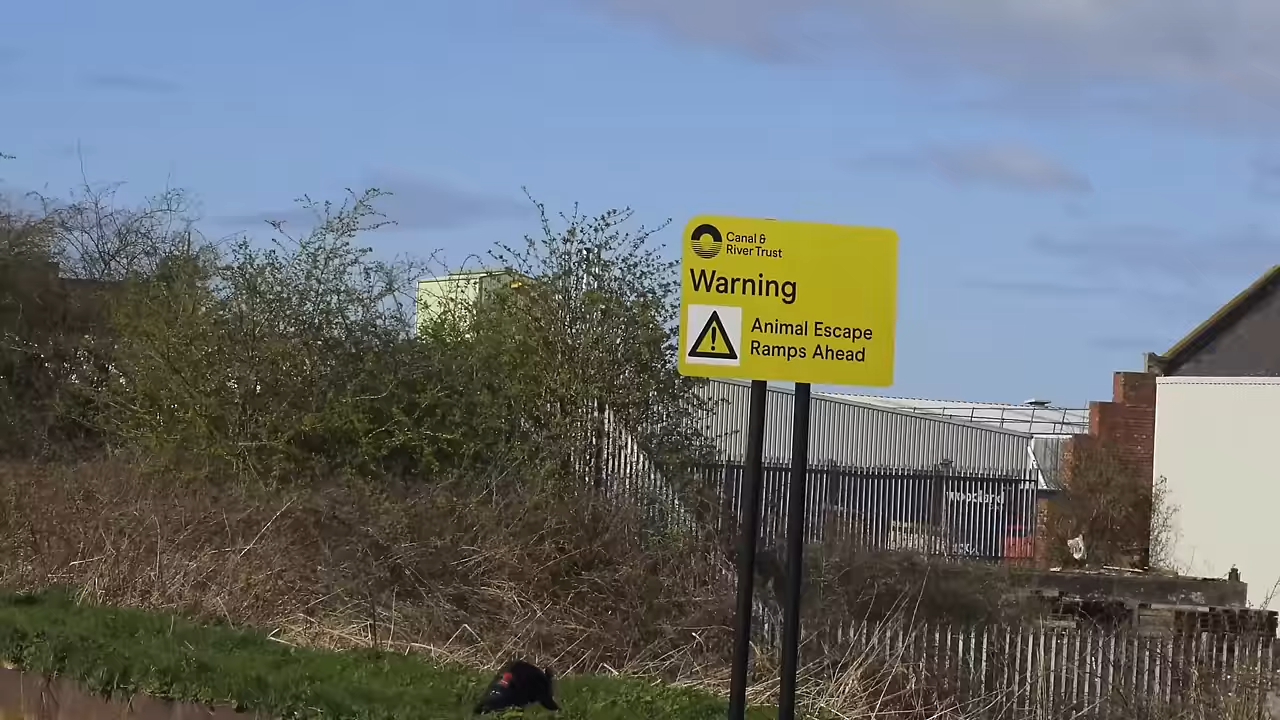 Canal &
River Trust
Warning
Animal Escape
Ramps Ahead